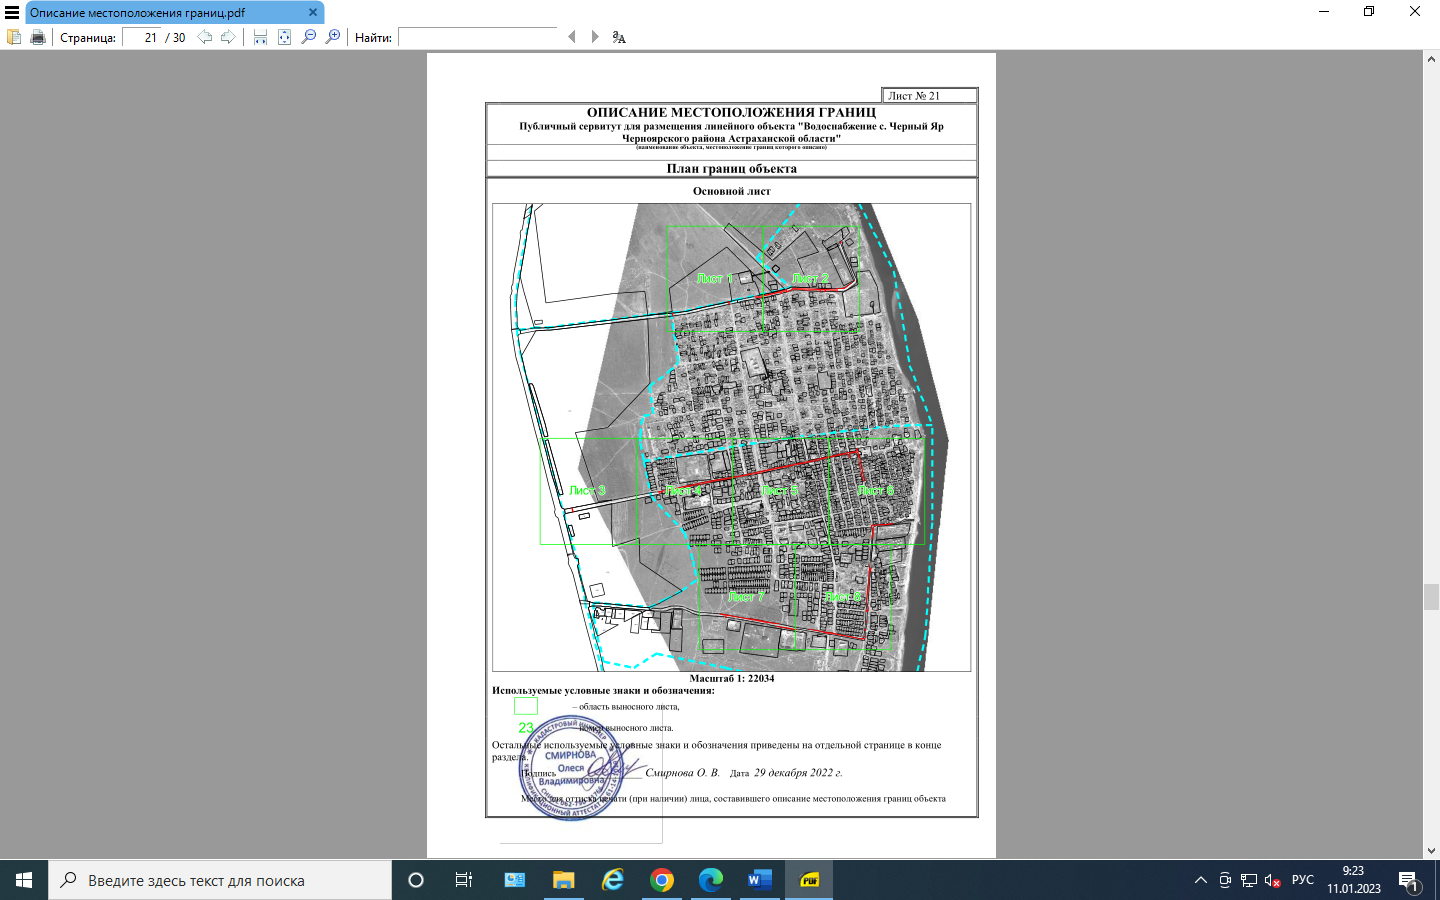 Описание местоположения границ.pdf
Страница: 21 / 30 Найти:
Лист № 21
ОПИСАНИЕ МЕСТОПОЛОЖЕНИЯ ГРАНИЦ
Публичный сервитут для размещения линейного объекта "Водоснабжение с. Черный Яр
Черноярского района Астраханской области"
(наименование объекта, местоположение границ которого описано)
План границ объекта
Основной лист
Лист 1
Лист 2
Лист 3
Лист 4
Лист 5
Лист 6
Лист 7
Лист 8
Масштаб 1: 22034
Используемые условные знаки и обозначения:
– область выносного листа,
23 номер выносного листа.
Остальные используемые условные знаки и обозначения приведены на отдельной странице в конце
раздела.
КАДАСТРОВЫЙ ИНЖЕНЕР
СМИРНОВА
Олеся
Владимировна
Подпись Смирнова О. В. Дата 29 декабря 2022 г.
Место для оттиска печати (при наличии) лица, составившего описание местоположения границ объекта
Введите здесь текст для поиска
РУС
9:23
11.01.2023
1